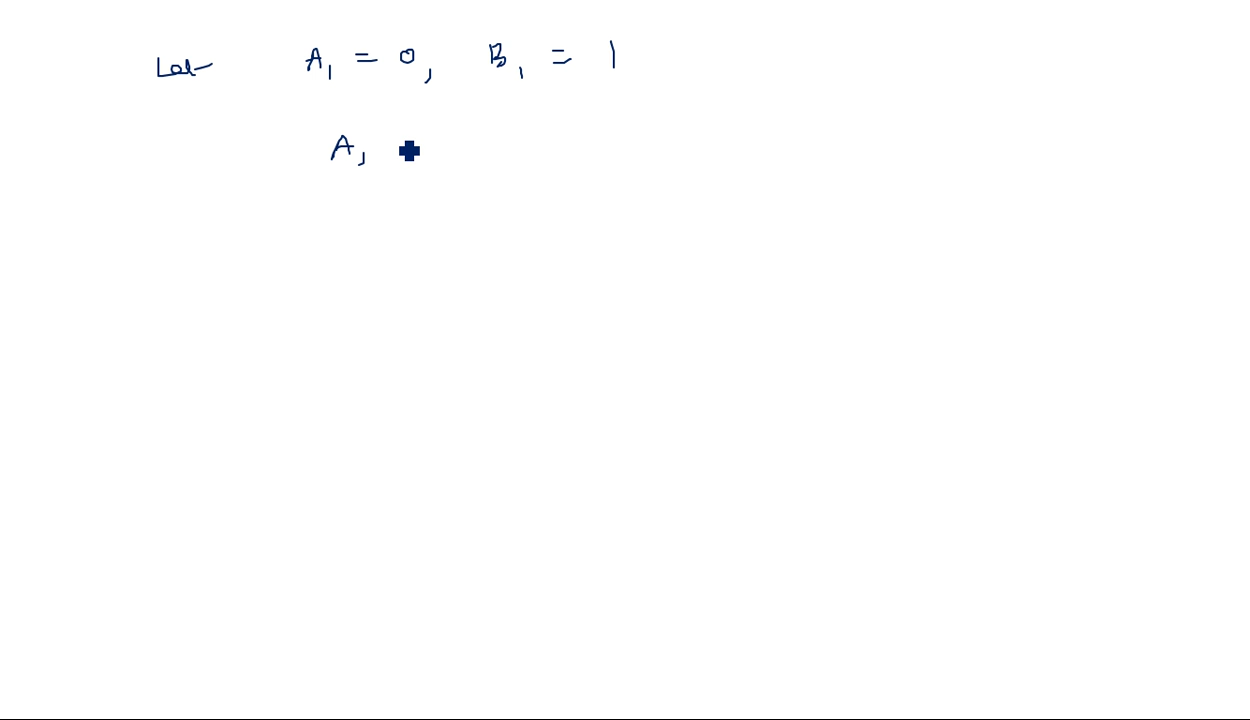 Let A₁ = 0, B₁ = 1
A₁